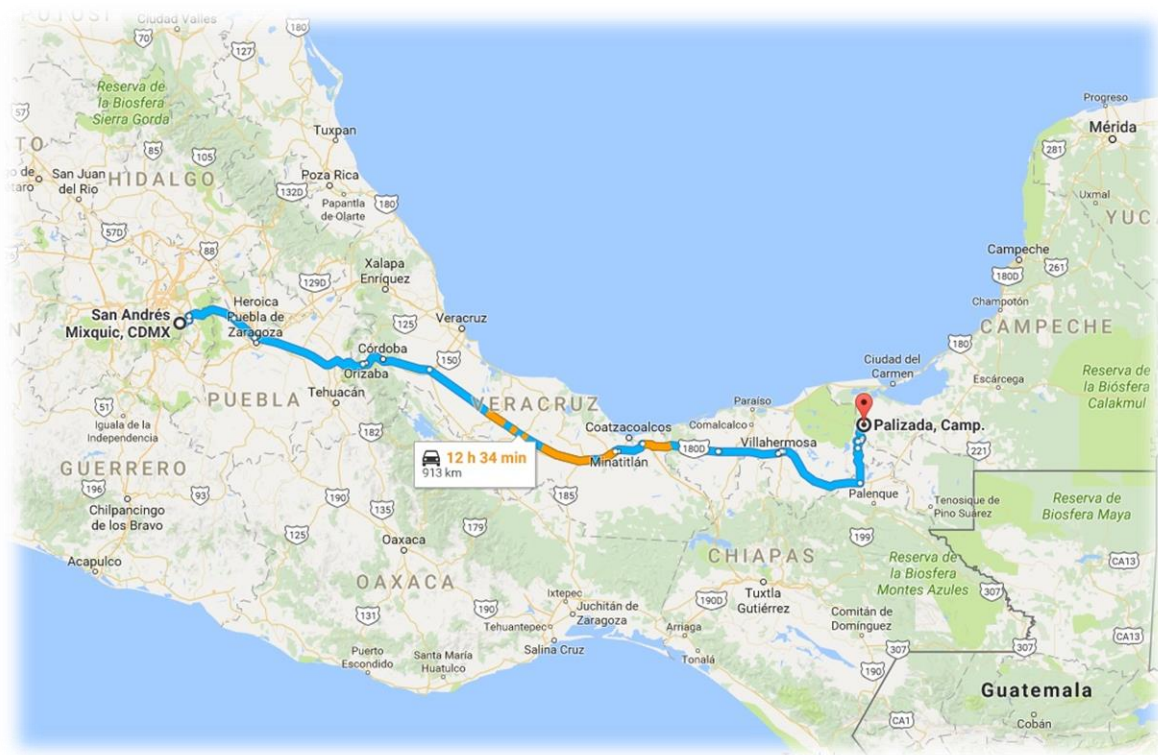 Ciudad Valles
180
70
127
Reserva de
la Biosfera
Sierra Gorda
57
Tuxpan
Progreso
Mérida
85
105
281
San Juan
del Rio
HIDALGO
Poza Rica
132D
Papantla
de Olarte
180
Uxmal
57D
88
Campeche
180D
261
Xalapa
Enríquez
129D
Heroica
Puebla de
Zaragoza
San Andrés
Mixquic, CDMX
125
Veracruz
Champotón
CAMPECHE
150
180
Córdoba
Orizaba
Ciudad del
Carmen
Escárcega
Reserva de
la Biósfera
Calakmul
Tehuacán
PUEBLA
VERACRUZ
Paraíso
51
Iguala de la
Independencia
182
Coatzacoalcos
Comalcalco
Palizada, Camp.
12 h 34 min
913 km
Minatitlán
180D
Villahermosa
221
GUERRERO
196
93
190
185
Palenque
Tenosique de
Pino Suárez
Reserva de
Biosfera Maya
Chilpancingo
de los Bravo
135
179
125
Oaxaca
199
Acapulco
OAXACA
CHIAPAS
Reserva de
la Biosfera
Montes Azules
CA13
190D
Tuxtla
Gutiérrez
307
131
190
Ixtepec
Juchitán de
Zaragoza
Tehuantepec
Salina Cruz
Arriaga
Comitán de
Domínguez
CA13
Puerto
Escondido
Santa María
Huatulco
Tonalá
190
307
307
Guatemala
CA1
Cobán